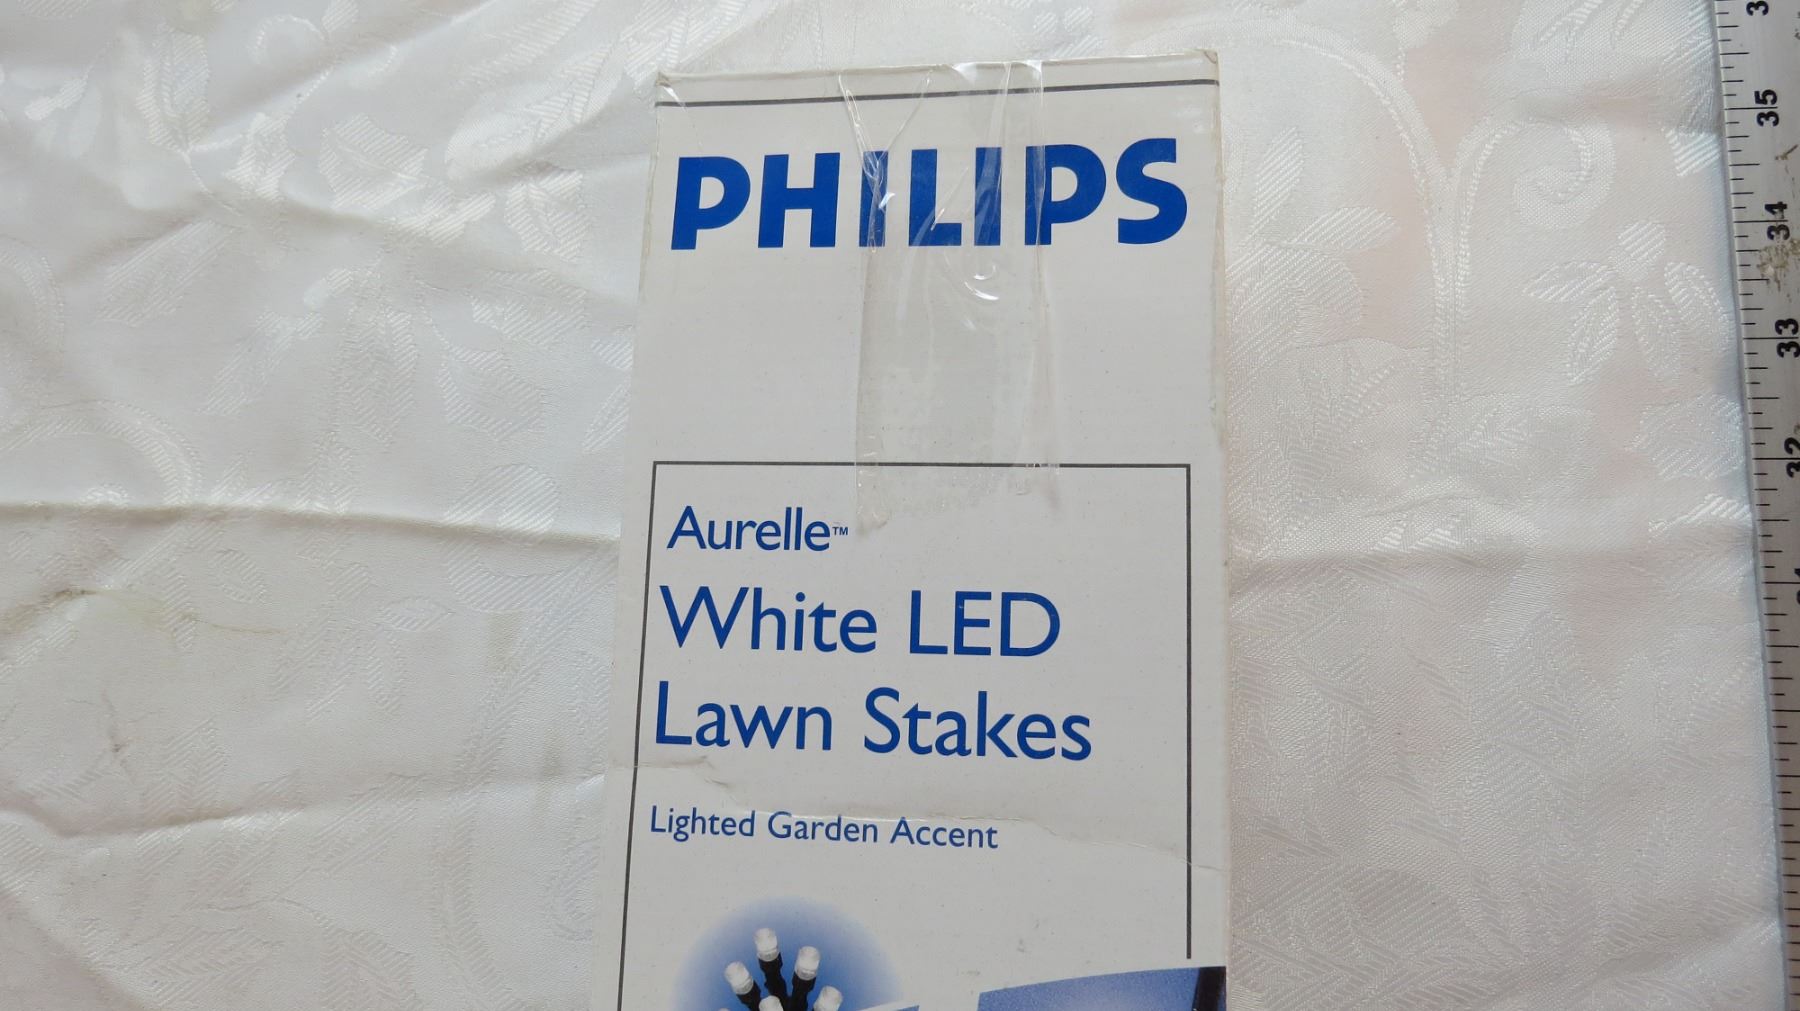 PHILIPS
Aurelle™
White LED
Lawn Stakes
Lighted Garden Accent
35
34
33
32